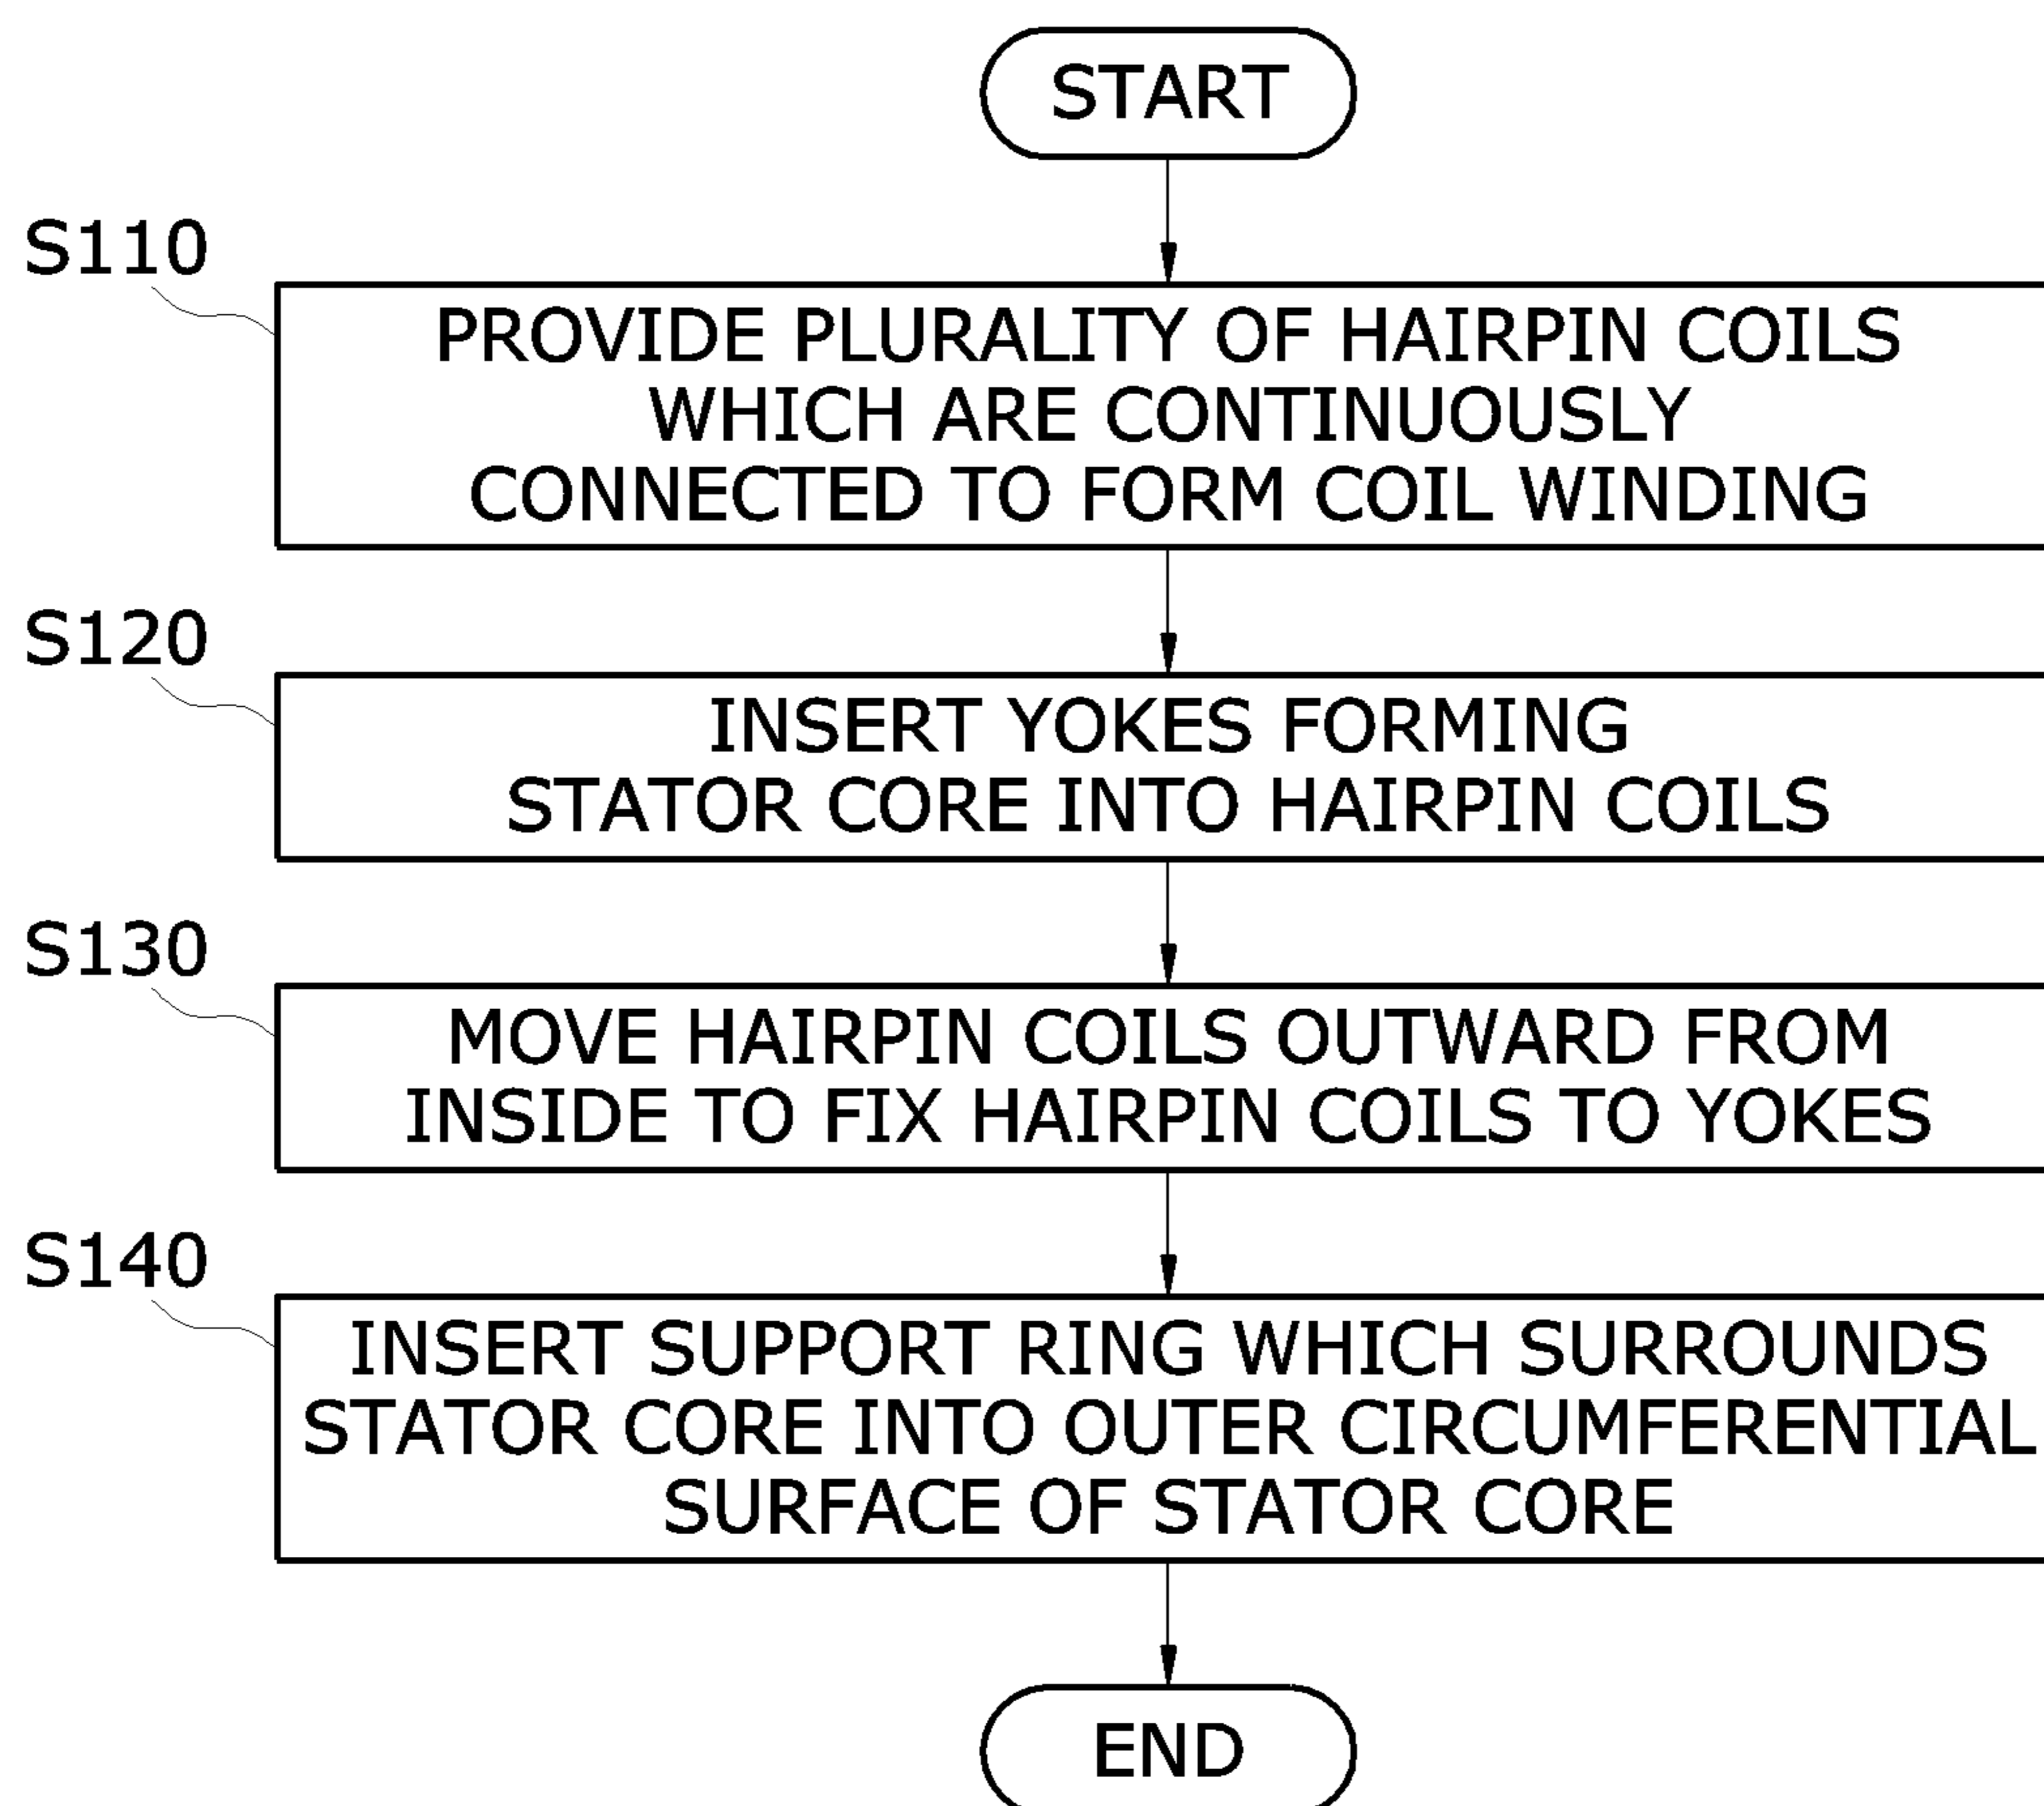 START
S110
PROVIDE PLURALITY OF HAIRPIN COILS
WHICH ARE CONTINUOUSLY
CONNECTED TO FORM COIL WINDING
S120
INSERT YOKES FORMING
STATOR CORE INTO HAIRPIN COILS
S130
MOVE HAIRPIN COILS OUTWARD FROM
INSIDE TO FIX HAIRPIN COILS TO YOKES
S140
INSERT SUPPORT RING WHICH SURROUNDS
STATOR CORE INTO OUTER CIRCUMFERENTIAL
SURFACE OF STATOR CORE
END